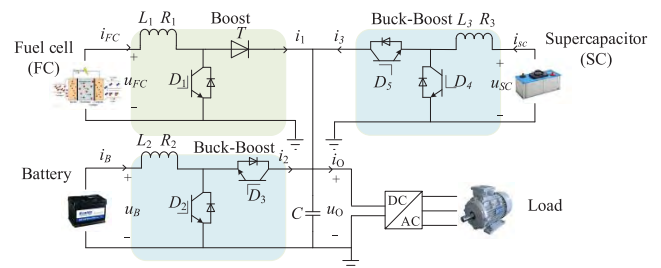 i_FC L_1 R_1 Boost
T
i_1 i_3
Buck-Boost L_3 R_3
i_sc
Fuel cell
(FC)
Supercapacitor
(SC)
+ u_FC −
D_1
D_5
D_4
+ u_SC −
i_B L_2 R_2
Buck-Boost
i_2 i_O
Battery
+ u_B −
D_2
D_3
C
+ u_O −
DC
AC
Load